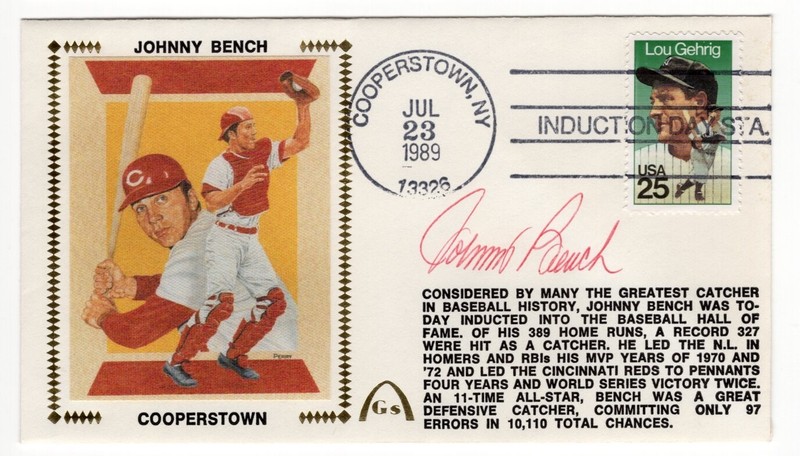 JOHNNY BENCH
COOPERSTOWN, NY
JUL
23
1989
13326
INDUCTION DAY STA.
Lou Gehrig
USA
25
Johnny Bench
CONSIDERED BY MANY THE GREATEST CATCHER
IN BASEBALL HISTORY, JOHNNY BENCH WAS TO-
DAY INDUCTED INTO THE BASEBALL HALL OF
FAME. OF HIS 389 HOME RUNS, A RECORD 327
WERE HIT AS A CATCHER. HE LED THE N.L. IN
HOMERS AND RBIs HIS MVP YEARS OF 1970 AND
'72 AND LED THE CINCINNATI REDS TO PENNANTS
FOUR YEARS AND WORLD SERIES VICTORY TWICE.
AN 11-TIME ALL-STAR, BENCH WAS A GREAT
DEFENSIVE CATCHER, COMMITTING ONLY 97
ERRORS IN 10,110 TOTAL CHANCES.
C
PERRY
COOPERSTOWN
Gs